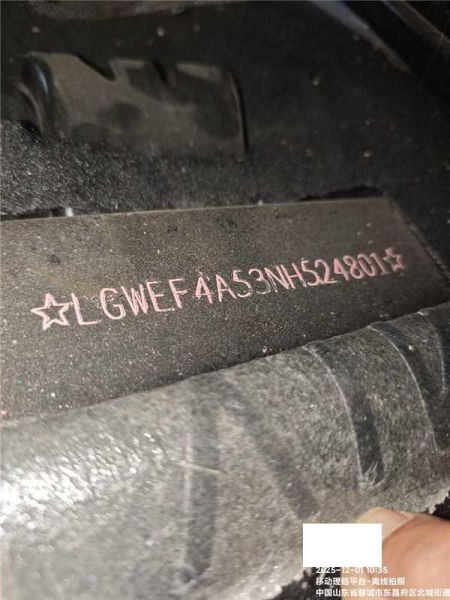 ☆LGWEF4A53NH524801☆
2025-12-01 10:35
移动理赔平台-离线拍照
中国山东省聊城市东昌府区北城街道